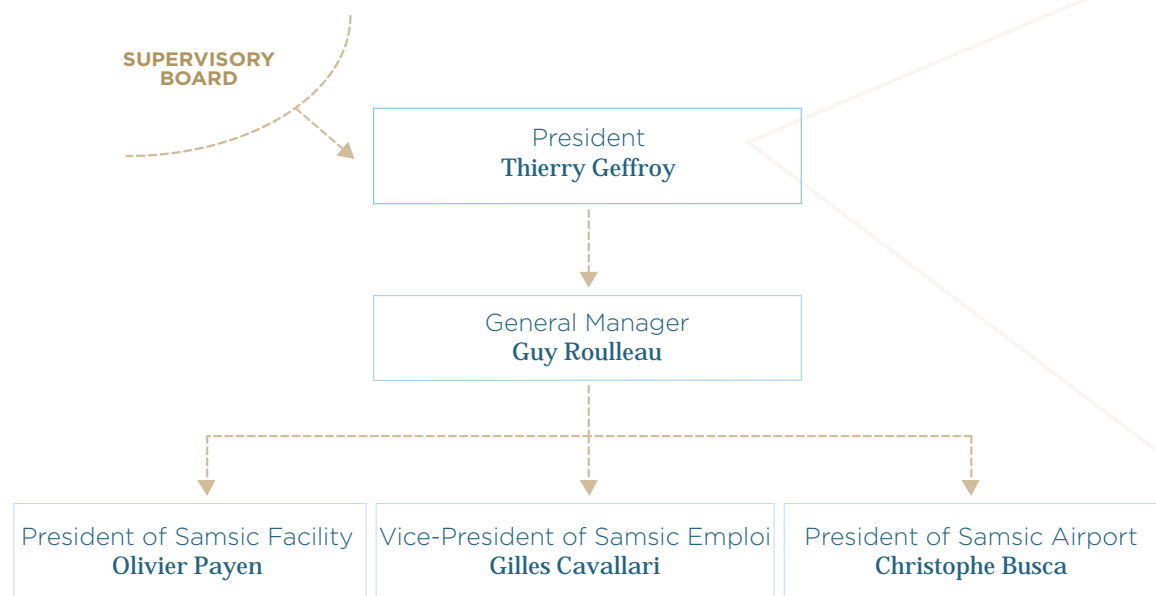 SUPERVISORY
BOARD
President
Thierry Geffroy
General Manager
Guy Roulleau
President of Samsic Facility
Olivier Payen
Vice-President of Samsic Emploi
Gilles Cavallari
President of Samsic Airport
Christophe Busca